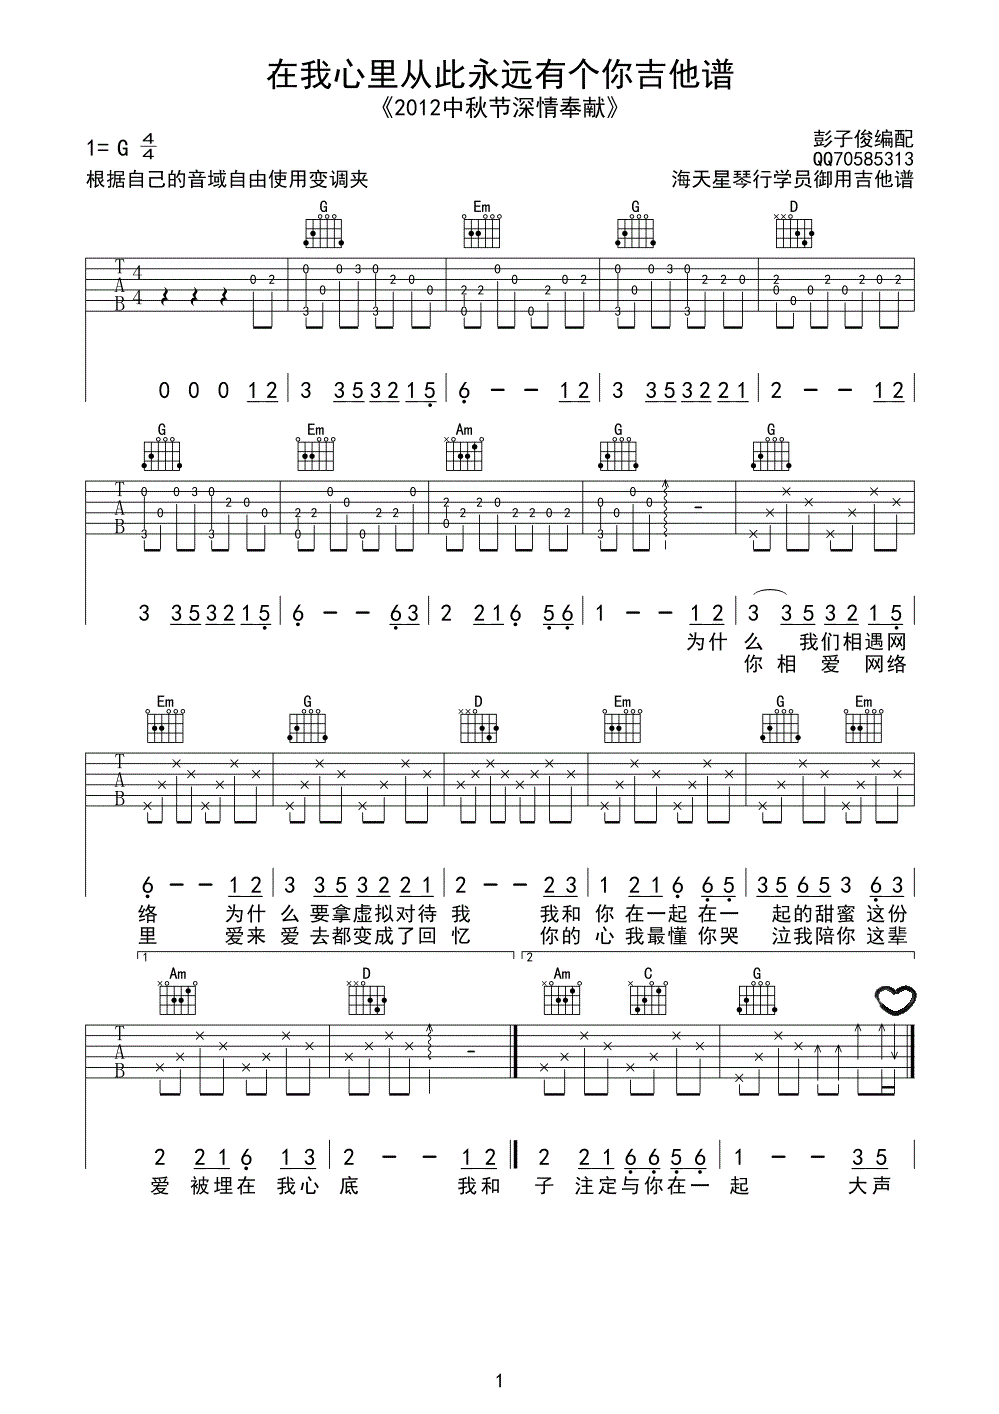 在我心里从此永远有个你吉他谱
《2012中秋节深情奉献》
1= G 4/4
彭子俊编配
QQ70585313
根据自己的音域自由使用变调夹
海天星琴行学员御用吉他谱
G Em G D
0 0 0 1 2 3 3 5 3 2 1 5 6 - - 1 2 3 3 5 3 2 2 1 2 - - 1 2
G Em Am G G
3 3 5 3 2 1 5 6 - - 6 3 2 2 1 6 5 6 1 - - 1 2 3 3 5 3 2 1 5
为什 么 我们相遇网
你 相 爱 网络
Em G D Em G Em
6 - - 1 2 3 3 5 3 2 2 1 2 - - 2 3 1 2 1 6 6 5 3 5 6 5 3 6 3
络 为什 么 要拿虚拟对待 我 我和 你 在一起 在一 起的甜蜜 这份
里 爱来 爱 去都变成了回 忆 你的 心 我最懂 你哭 泣我陪你 这辈
1 2
Am D Am C G
2 2 1 6 1 3 2 - - 1 2 2 2 1 6 6 5 6 1 - - 3 5
爱 被埋在 我心 底 我和 子 注定与你在一 起 大声
1